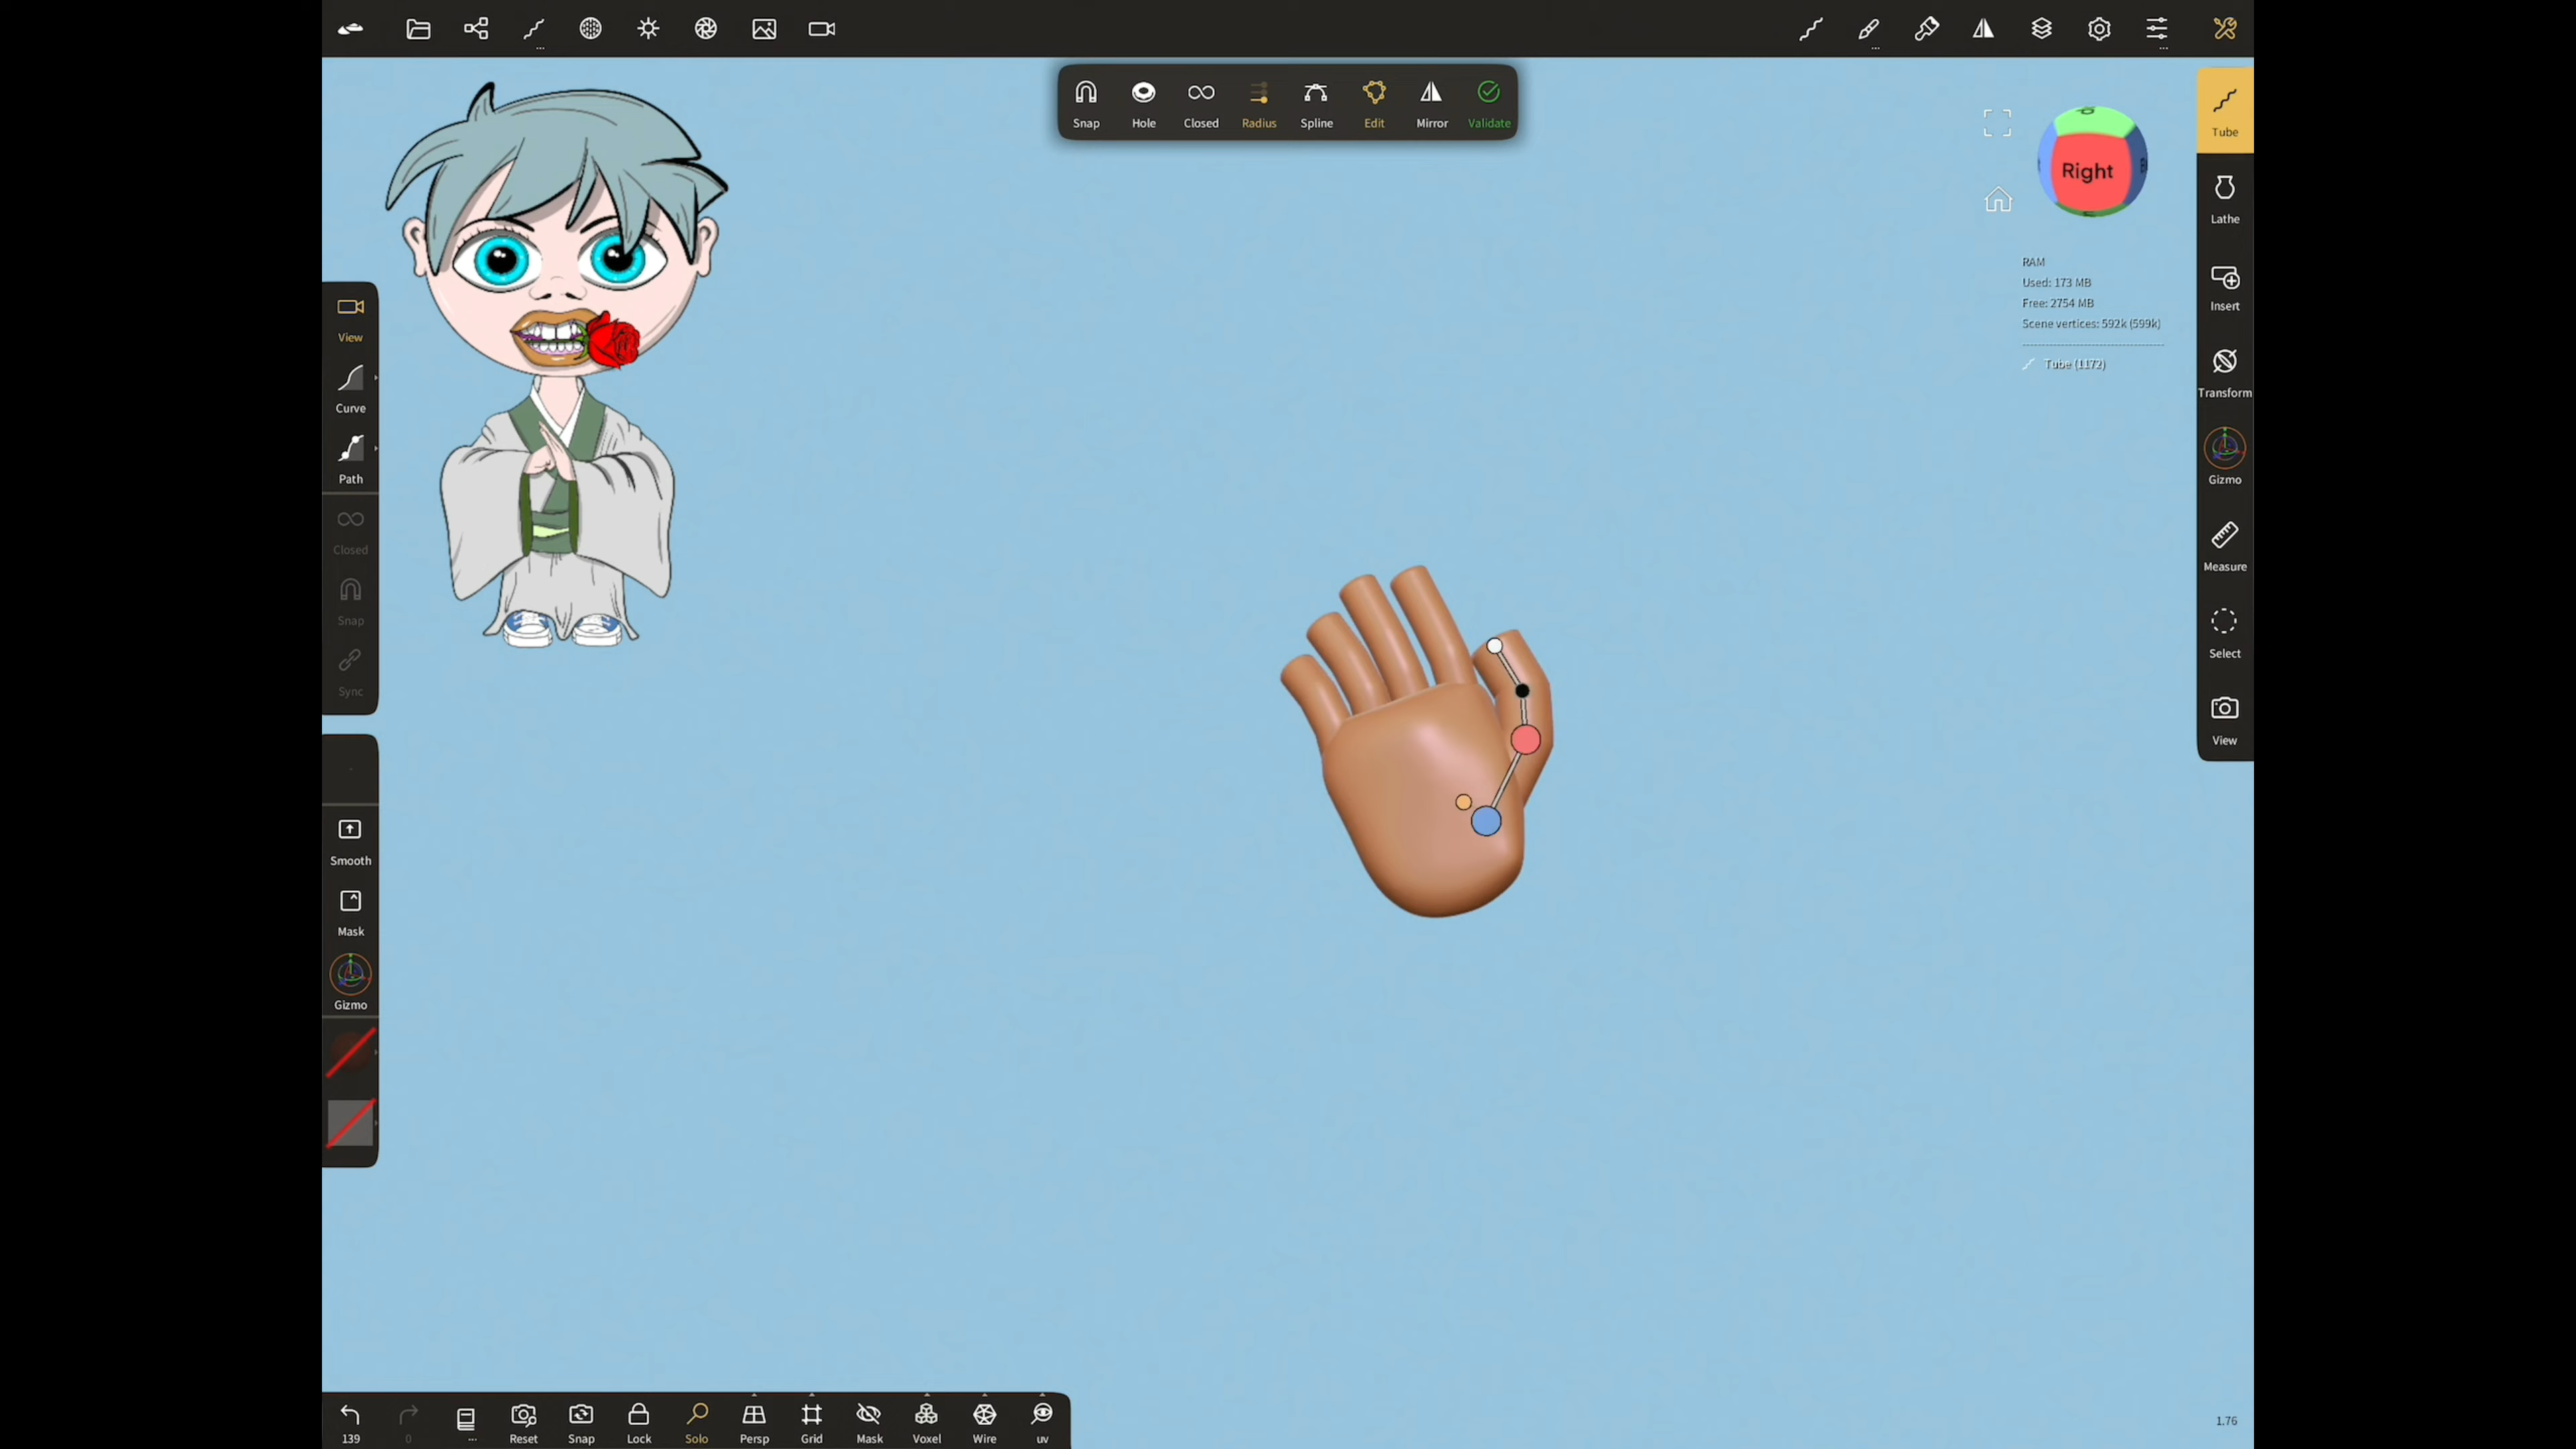 Snap
Hole
Closed
Radius
Spline
Edit
Mirror
Validate
Right
RAM
Used: 173 MB
Free: 2754 MB
Scene vertices: 592k (599k)
Tube (1172)
Tube
Lathe
Insert
Transform
Gizmo
Measure
Select
View
View
Curve
Path
Closed
Snap
Sync
Smooth
Mask
Gizmo
139
0
...
Reset
Snap
Lock
Solo
Persp
Grid
Mask
Voxel
Wire
uv
1.76